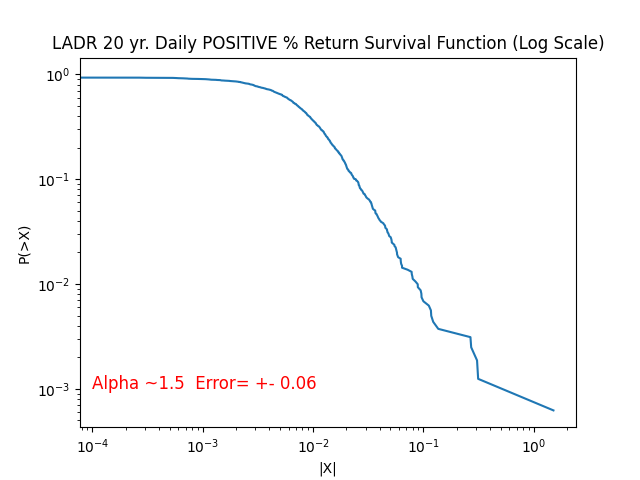 LADR 20 yr. Daily POSITIVE % Return Survival Function (Log Scale)
10⁰
10⁻¹
10⁻²
10⁻³
P(>X)
Alpha ~1.5  Error= +- 0.06
10⁻⁴ 10⁻³ 10⁻² 10⁻¹ 10⁰
|X|